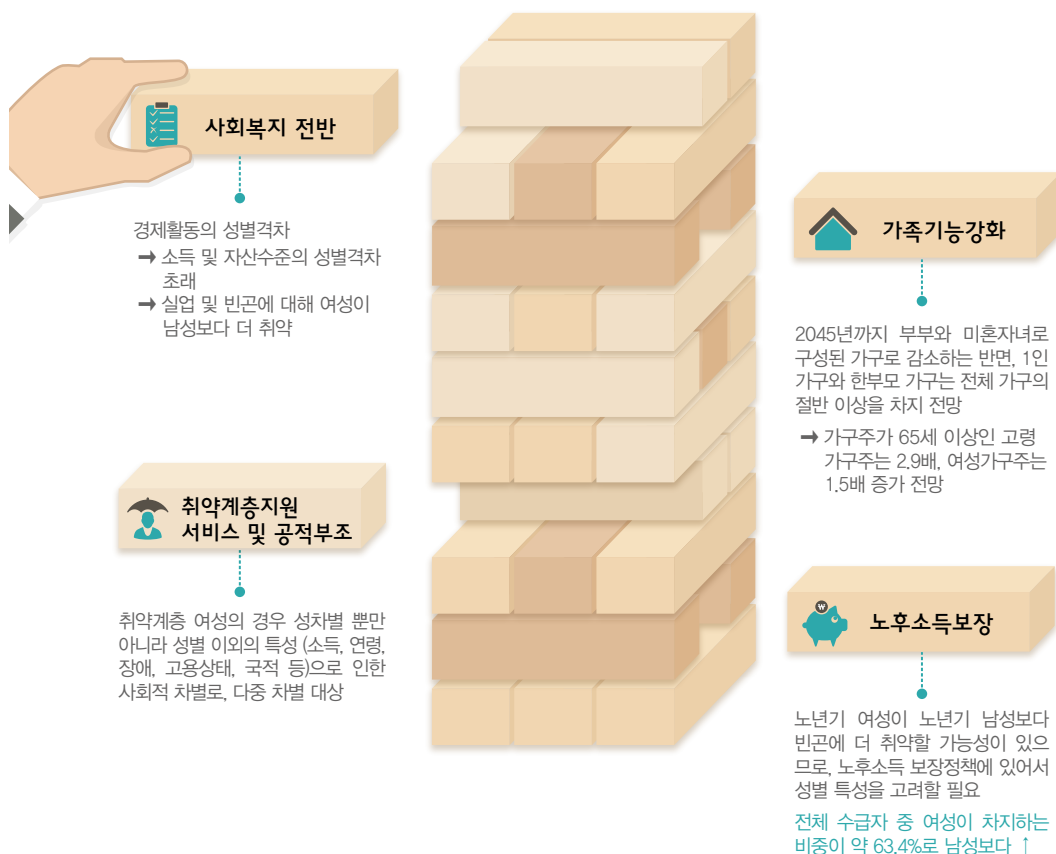 사회복지 전반
경제활동의 성별격차
→ 소득 및 자산수준의 성별격차
초래
→ 실업 및 빈곤에 대해 여성이
남성보다 더 취약
가족기능강화
2045년까지 부부와 미혼자녀로
구성된 가구로 감소하는 반면, 1인
가구와 한부모 가구는 전체 가구의
절반 이상을 차지 전망
→ 가구주가 65세 이상인 고령
가구주는 2.9배, 여성가구주는
1.5배 증가 전망
취약계층지원
서비스 및 공적부조
취약계층 여성의 경우 성차별 뿐만
아니라 성별 이외의 특성 (소득, 연령,
장애, 고용상태, 국적 등)으로 인한
사회적 차별로, 다중 차별 대상
₩
노후소득보장
노년기 여성이 노년기 남성보다
빈곤에 더 취약할 가능성이 있으
므로, 노후소득 보장정책에 있어서
성별 특성을 고려할 필요
전체 수급자 중 여성이 차지하는
비중이 약 63.4%로 남성보다 ↑